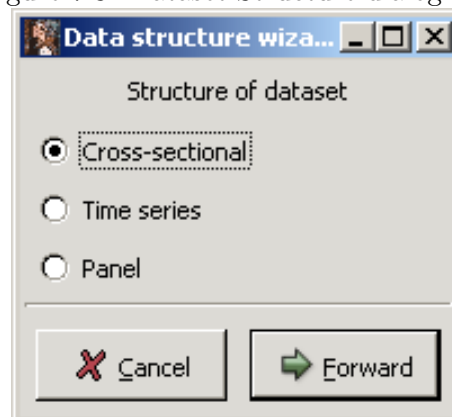 Data structure wiza...
Structure of dataset
Cross-sectional
Time series
Panel
Cancel
Forward